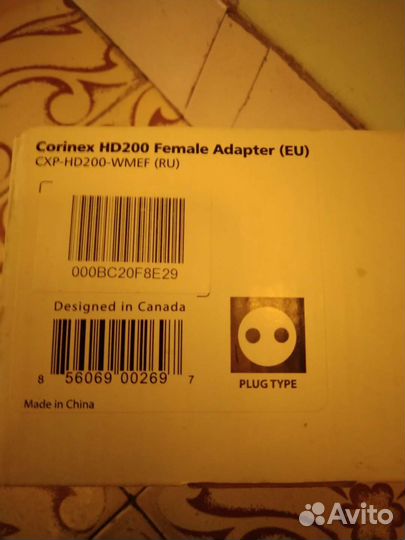 Corinex HD200 Female Adapter (EU)
CXP-HD200-WMEF (RU)
000BC20F8E29
Designed in Canada
8 56069 00269 7
PLUG TYPE
Made in China
Avito